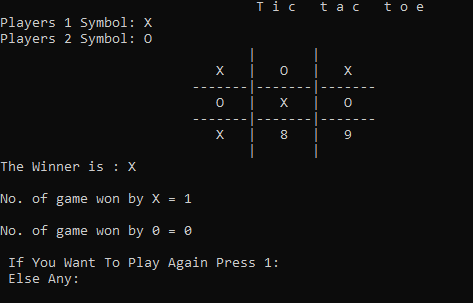 T i c   t a c   t o e
Players 1 Symbol: X
Players 2 Symbol: O
X | O | X
-------|-------|-------
O | X | O
-------|-------|-------
X | 8 | 9
The Winner is : X
No. of game won by X = 1
No. of game won by 0 = 0
If You Want To Play Again Press 1:
Else Any: